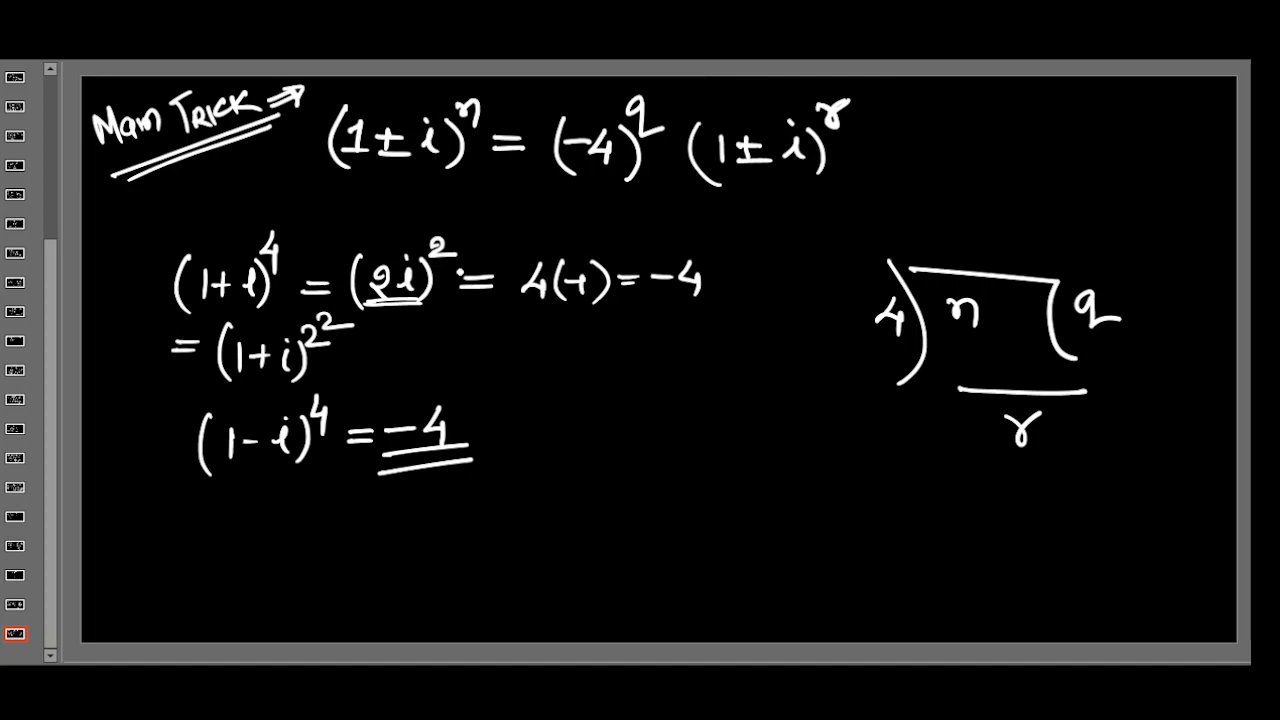 Main TRICK ⇒ (1 ± i)^n = (-4)^q (1 ± i)^r
(1+i)^4 = (2i)^2 = 4(-1) = -4
= (1+i)^2^2
(1-i)^4 = -4
4) n (q
r